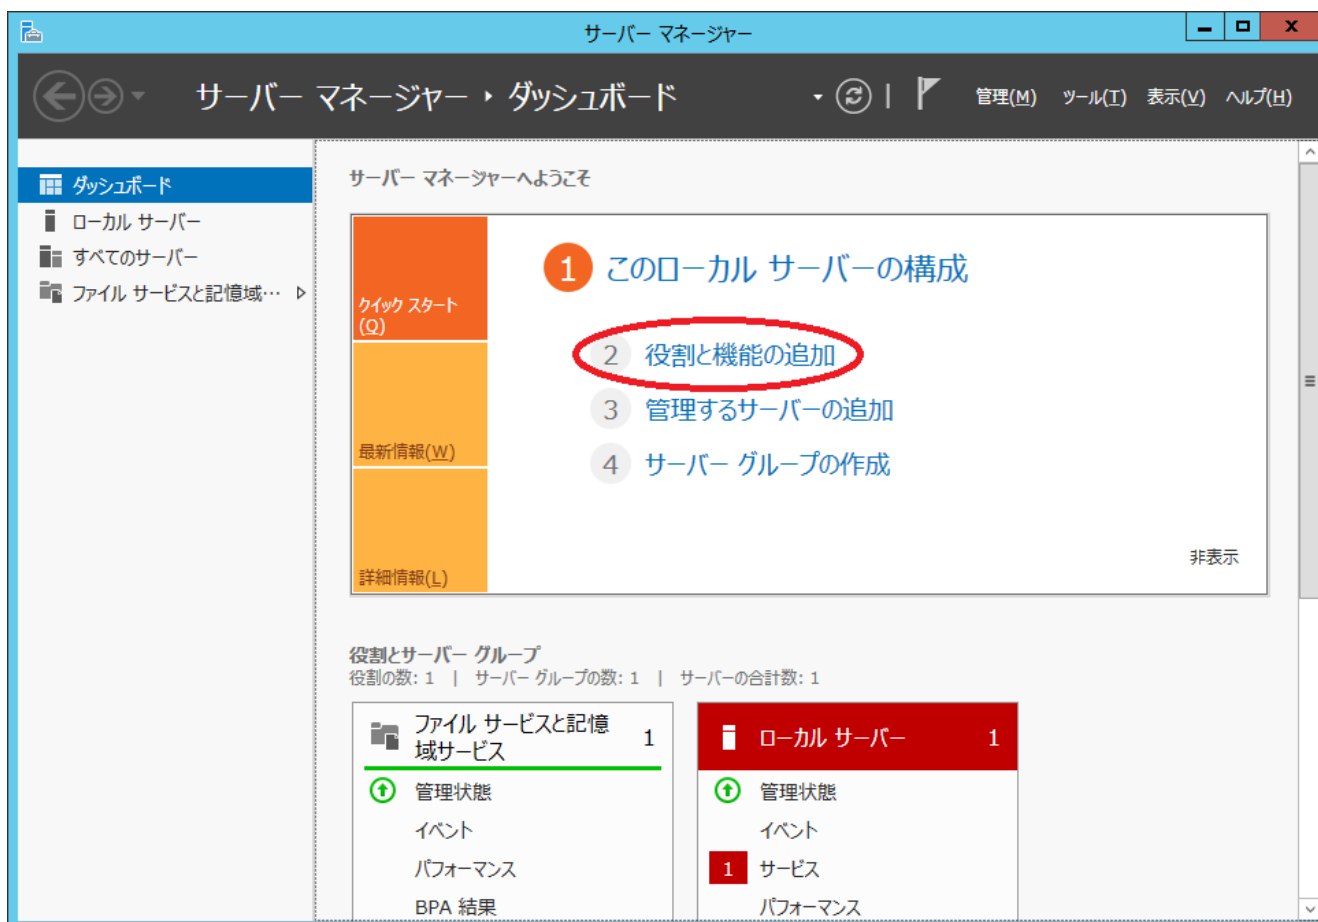 サーバー マネージャー
サーバー マネージャー ・ ダッシュボード
管理(M) ツール(T) 表示(V) ヘルプ(H)
ダッシュボード
ローカル サーバー
すべてのサーバー
ファイル サービスと記憶域…
サーバー マネージャーへようこそ
クイック スタート
(Q)
最新情報(W)
詳細情報(L)
1 このローカル サーバーの構成
2 役割と機能の追加
3 管理するサーバーの追加
4 サーバー グループの作成
非表示
役割とサーバー グループ
役割の数: 1 | サーバー グループの数: 1 | サーバーの合計数: 1
ファイル サービスと記憶
域サービス 1
管理状態
イベント
パフォーマンス
BPA 結果
ローカル サーバー 1
管理状態
イベント
1 サービス
パフォーマンス